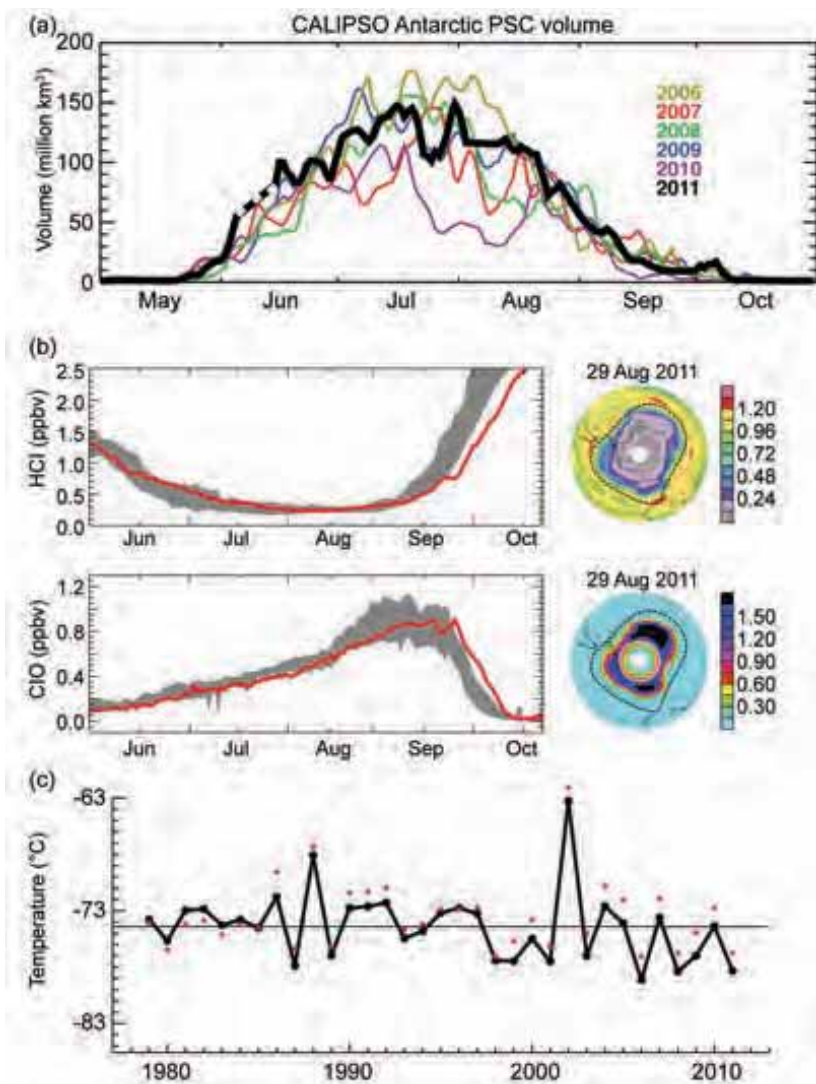 (a) CALIPSO Antarctic PSC volume
200
150
100
50
0
Volume (million km³)
2006
2007
2008
2009
2010
2011
May Jun Jul Aug Sep Oct
(b)
2.5
2.0
1.5
1.0
0.5
0.0
HCl (ppbv)
Jun Jul Aug Sep Oct
29 Aug 2011
1.20
0.96
0.72
0.48
0.24
1.2
0.8
0.4
0.0
ClO (ppbv)
Jun Jul Aug Sep Oct
29 Aug 2011
1.50
1.20
0.90
0.60
0.30
(c)
-63
-73
-83
Temperature (°C)
1980 1990 2000 2010